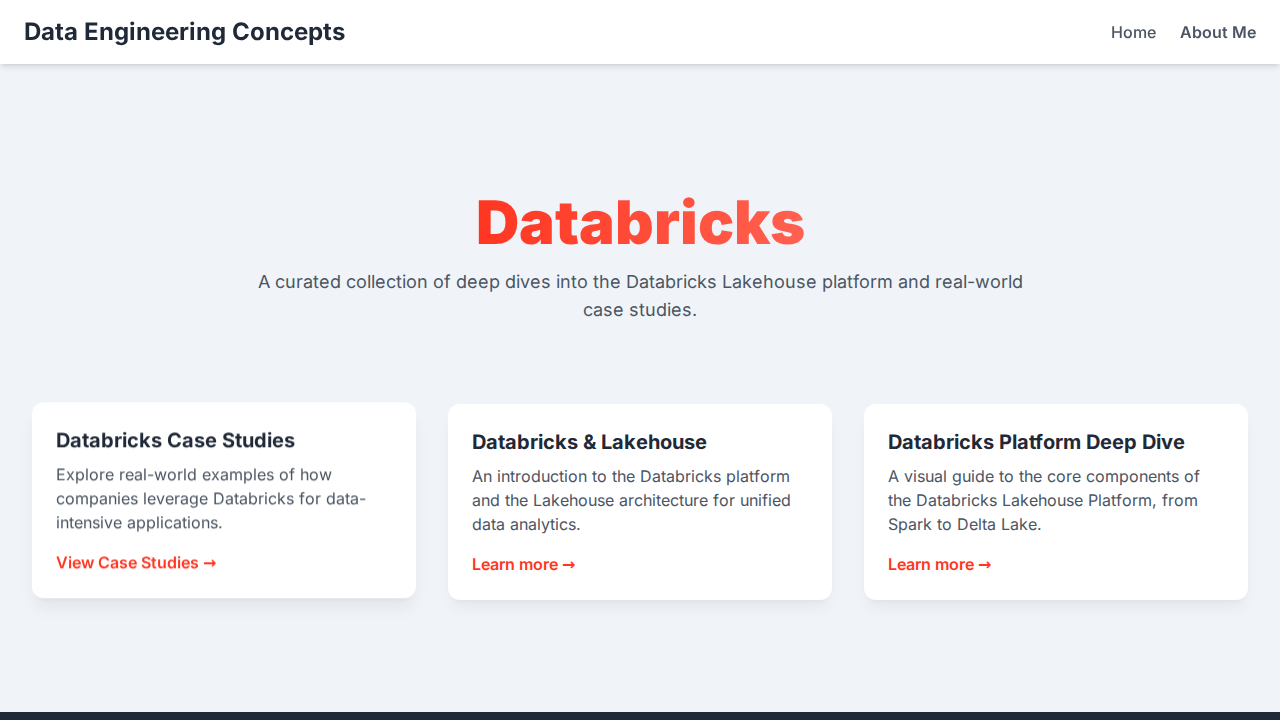 Data Engineering Concepts
Home
About Me
Databricks
A curated collection of deep dives into the Databricks Lakehouse platform and real-world
case studies.
Databricks Case Studies
Explore real-world examples of how
companies leverage Databricks for data-
intensive applications.
View Case Studies →
Databricks & Lakehouse
An introduction to the Databricks platform
and the Lakehouse architecture for unified
data analytics.
Learn more →
Databricks Platform Deep Dive
A visual guide to the core components of
the Databricks Lakehouse Platform, from
Spark to Delta Lake.
Learn more →